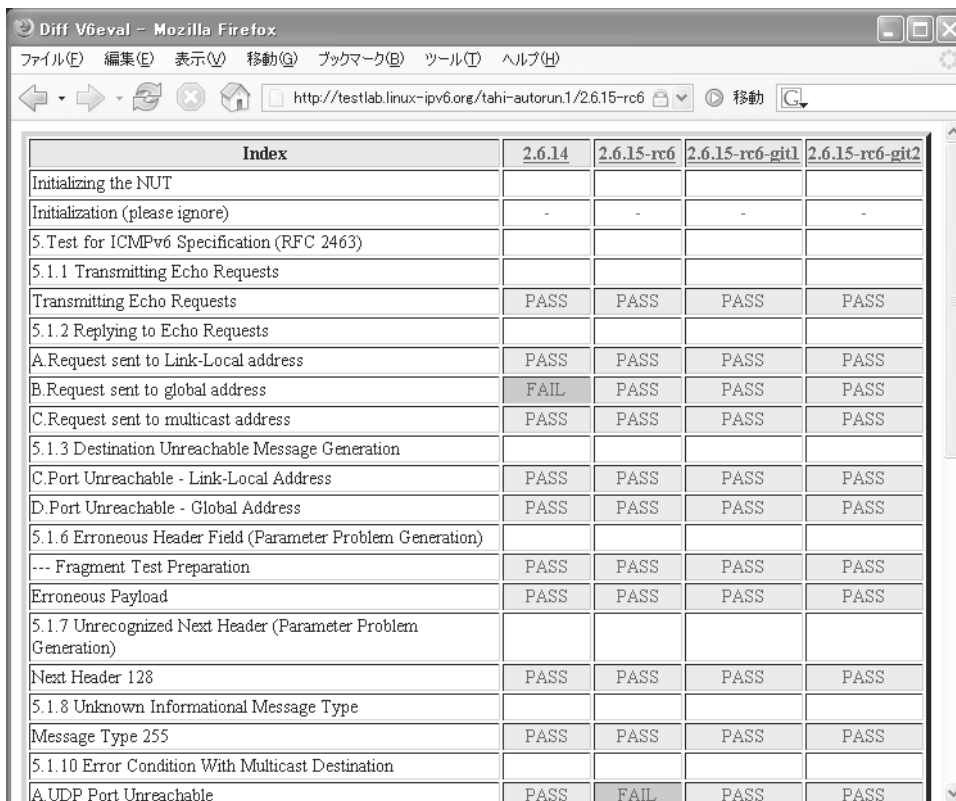 Diff V6eval - Mozilla Firefox
ファイル(F) 編集(E) 表示(V) 移動(G) ブックマーク(B) ツール(T) ヘルプ(H)
http://testlab.linux-ipv6.org/tahi-autorun.1/2.6.15-rc6 移動 G
Index 2.6.14 2.6.15-rc6 2.6.15-rc6-git1 2.6.15-rc6-git2
Initializing the NUT
Initialization (please ignore) - - - -
5.Test for ICMPv6 Specification (RFC 2463)
5.1.1 Transmitting Echo Requests
Transmitting Echo Requests PASS PASS PASS PASS
5.1.2 Replying to Echo Requests
A.Request sent to Link-Local address PASS PASS PASS PASS
B.Request sent to global address FAIL PASS PASS PASS
C.Request sent to multicast address PASS PASS PASS PASS
5.1.3 Destination Unreachable Message Generation
C.Port Unreachable - Link-Local Address PASS PASS PASS PASS
D.Port Unreachable - Global Address PASS PASS PASS PASS
5.1.6 Erroneous Header Field (Parameter Problem Generation)
--- Fragment Test Preparation PASS PASS PASS PASS
Erroneous Payload PASS PASS PASS PASS
5.1.7 Unrecognized Next Header (Parameter Problem
Generation)
Next Header 128 PASS PASS PASS PASS
5.1.8 Unknown Informational Message Type
Message Type 255 PASS PASS PASS PASS
5.1.10 Error Condition With Multicast Destination
A.UDP Port Unreachable PASS FAIL PASS PASS